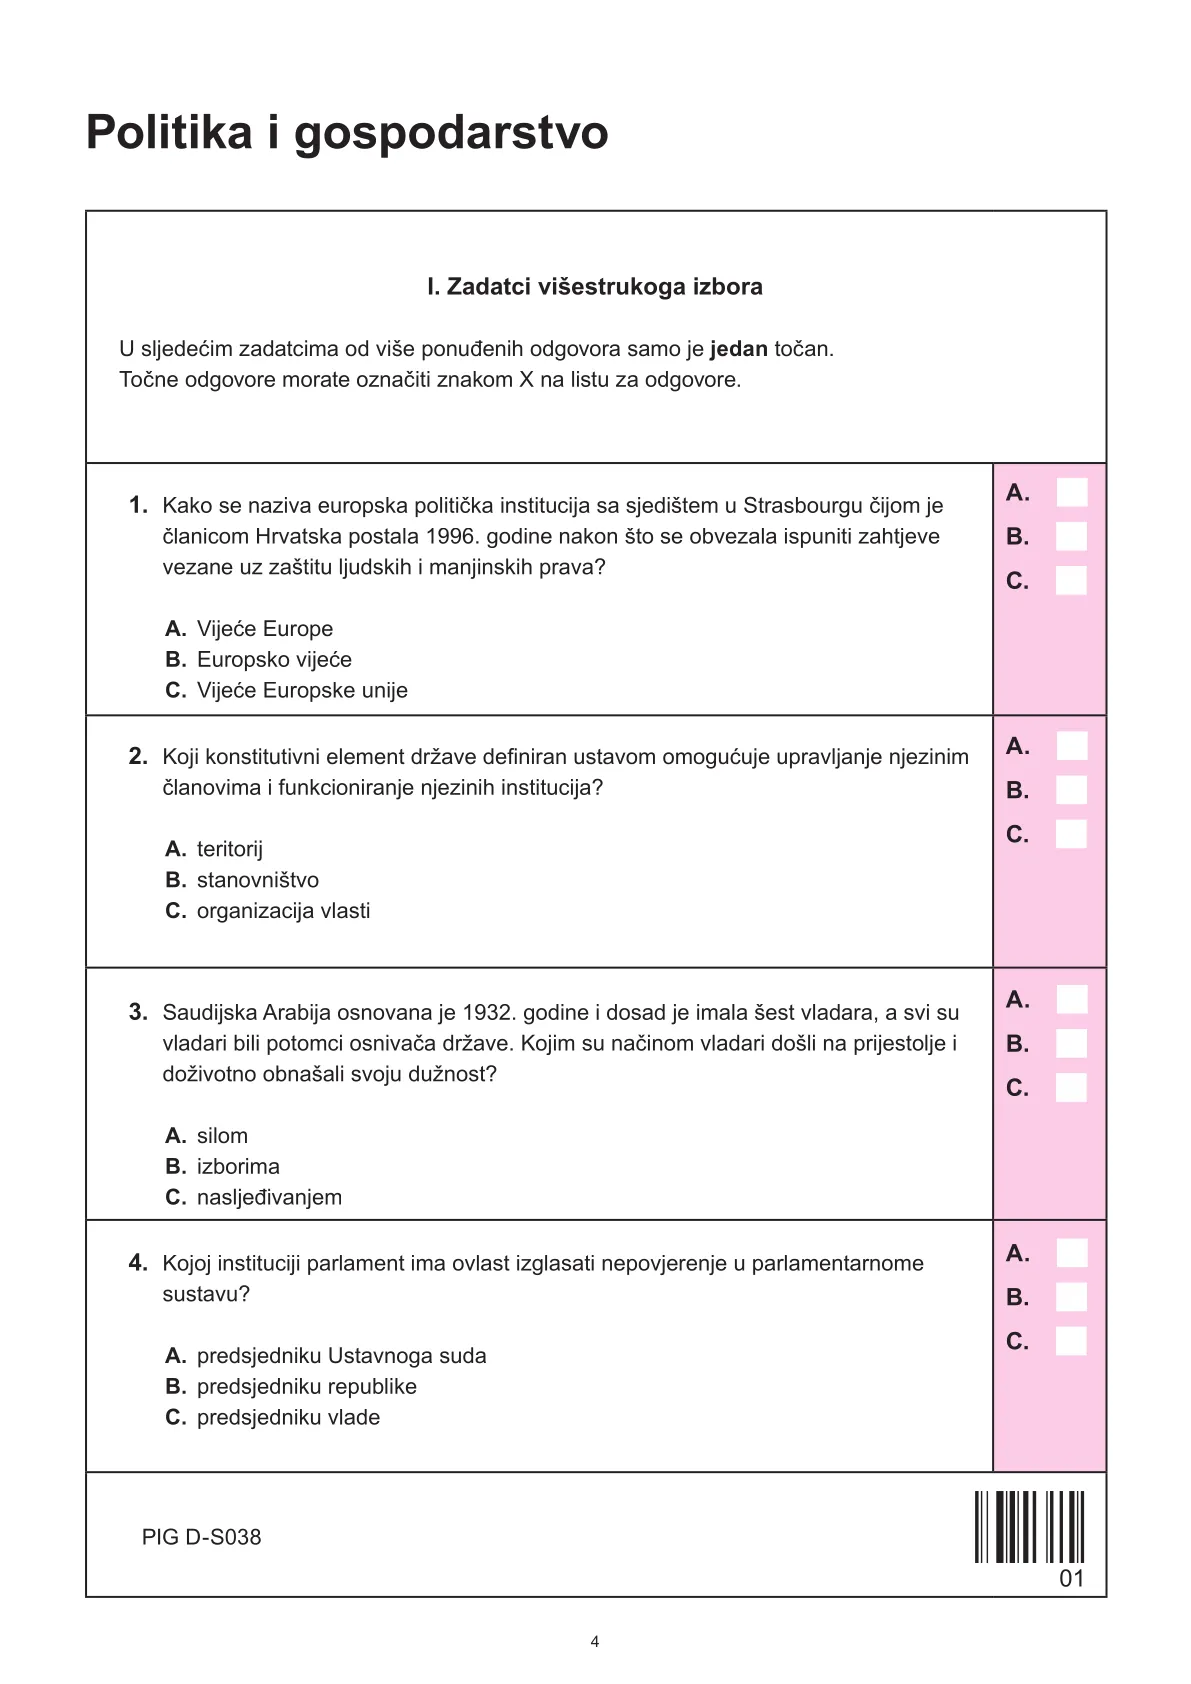 Politika i gospodarstvo
I. Zadatci višestrukoga izbora
U sljedećim zadatcima od više ponuđenih odgovora samo je jedan točan.
Točne odgovore morate označiti znakom X na listu za odgovore.
1. Kako se naziva europska politička institucija sa sjedištem u Strasbourgu čijom je
članicom Hrvatska postala 1996. godine nakon što se obvezala ispuniti zahtjeve
vezane uz zaštitu ljudskih i manjinskih prava?
A. Vijeće Europe
B. Europsko vijeće
C. Vijeće Europske unije
A.
B.
C.
2. Koji konstitutivni element države definiran ustavom omogućuje upravljanje njezinim
članovima i funkcioniranje njezinih institucija?
A. teritorij
B. stanovništvo
C. organizacija vlasti
A.
B.
C.
3. Saudijska Arabija osnovana je 1932. godine i dosad je imala šest vladara, a svi su
vladari bili potomci osnivača države. Kojim su načinom vladari došli na prijestolje i
doživotno obnašali svoju dužnost?
A. silom
B. izborima
C. nasljeđivanjem
A.
B.
C.
4. Kojoj instituciji parlament ima ovlast izglasati nepovjerenje u parlamentarnome
sustavu?
A. predsjedniku Ustavnoga suda
B. predsjedniku republike
C. predsjedniku vlade
A.
B.
C.
PIG D-S038
01
4